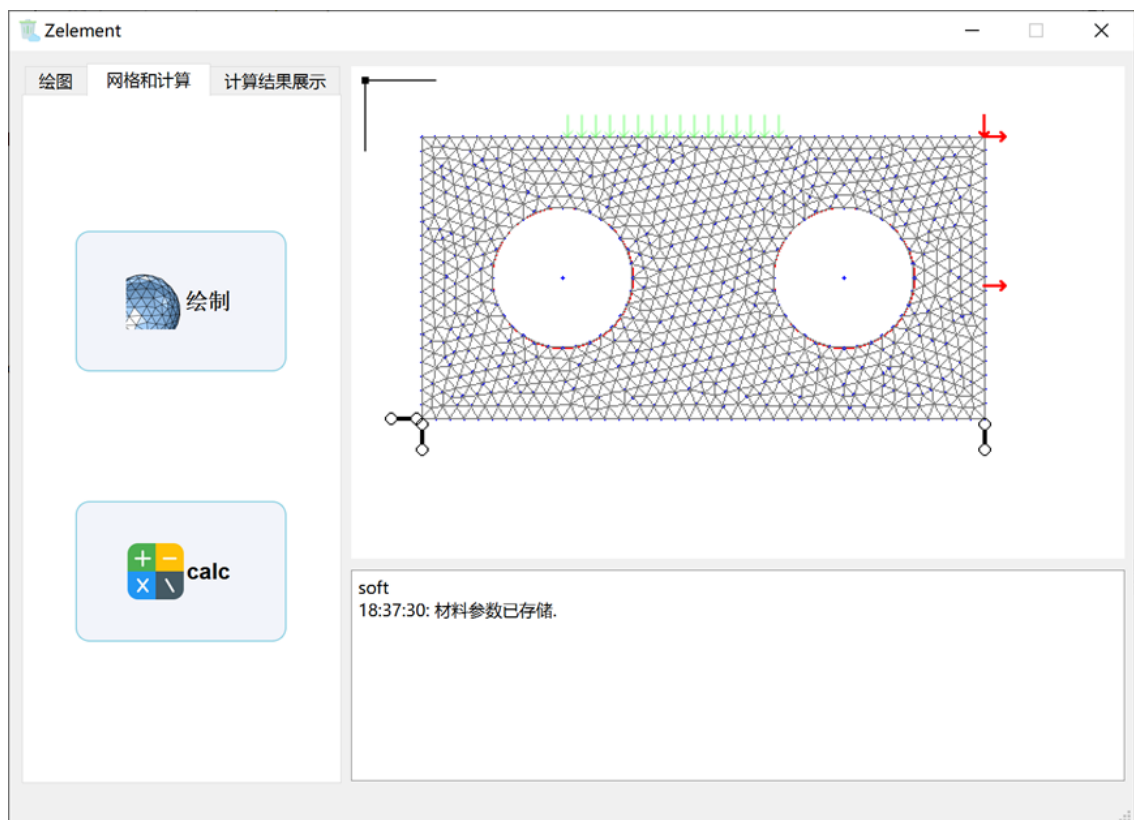 Zelement
绘图 网格和计算 计算结果展示
绘制
calc
soft
18:37:30: 材料参数已存储.